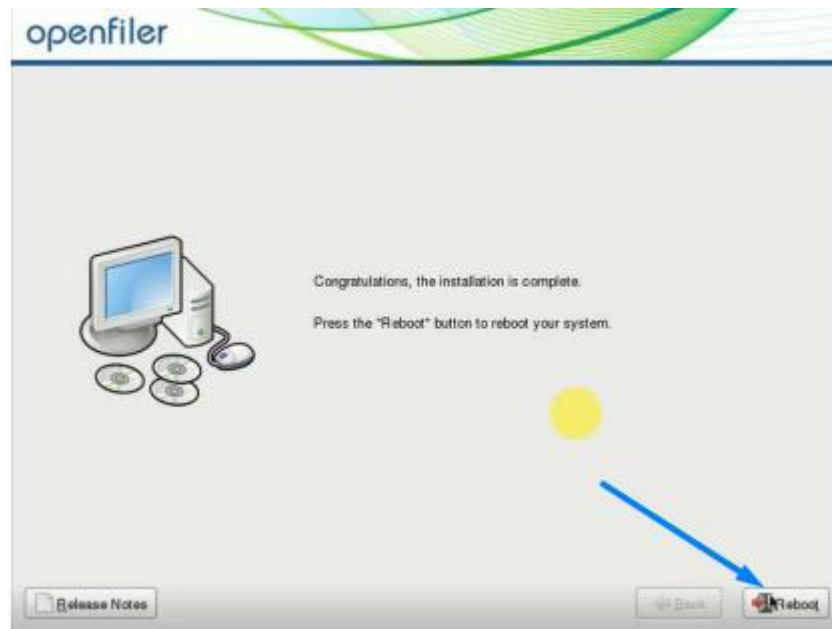 openfiler
Congratulations, the installation is complete.
Press the "Reboot" button to reboot your system.
Release Notes
Back
Reboot